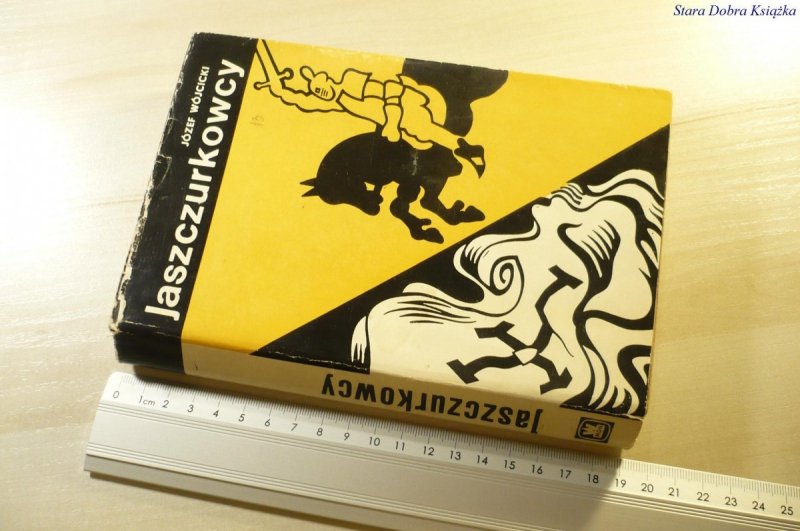 Stara Dobra Książka
JÓZEF WÓJCICKI
Jaszczurkowcy
jaszczurkowcy
0 1cm 2 3 4 5 6 7 8 9 10 11 12 13 14 15 16 17 18 19 20 21 22 23 24 25